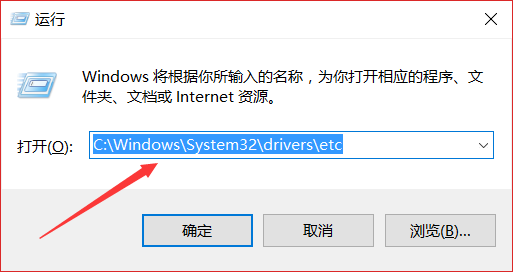 运行
Windows 将根据你所输入的名称，为你打开相应的程序、文
件夹、文档或 Internet 资源。
打开(O): C:\Windows\System32\drivers\etc
确定 取消 浏览(B)...